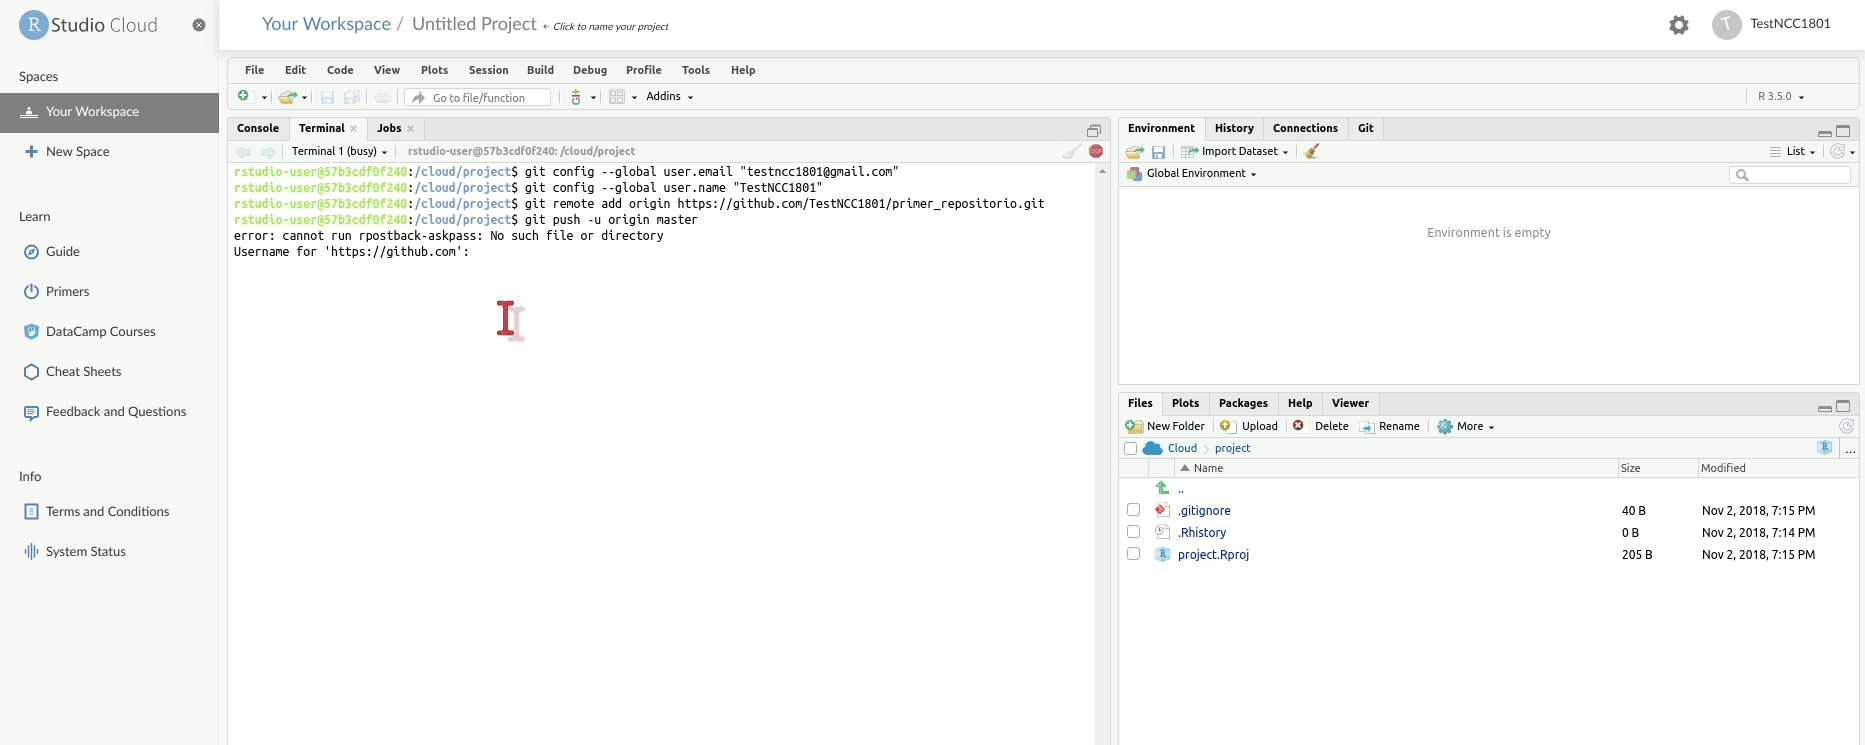 R Studio Cloud
Your Workspace / Untitled Project ← Click to name your project
T TestNCC1801
Spaces
Your Workspace
New Space
Learn
Guide
Primers
DataCamp Courses
Cheat Sheets
Feedback and Questions
Info
Terms and Conditions
System Status
File Edit Code View Plots Session Build Debug Profile Tools Help
Go to file/function Addins R 3.5.0
Console Terminal Jobs
Terminal 1 (busy) rstudio-user@57b3cdf0f240: /cloud/project
rstudio-user@57b3cdf0f240:/cloud/project$ git config --global user.email "testncc1801@gmail.com"
rstudio-user@57b3cdf0f240:/cloud/project$ git config --global user.name "TestNCC1801"
rstudio-user@57b3cdf0f240:/cloud/project$ git remote add origin https://github.com/TestNCC1801/primer_repositorio.git
rstudio-user@57b3cdf0f240:/cloud/project$ git push -u origin master
error: cannot run rpostback-askpass: No such file or directory
Username for 'https://github.com':
Environment History Connections Git
Import Dataset List
Global Environment
Environment is empty
Files Plots Packages Help Viewer
New Folder Upload Delete Rename More
Cloud project R ...
Name Size Modified
..
.gitignore 40 B Nov 2, 2018, 7:15 PM
.Rhistory 0 B Nov 2, 2018, 7:14 PM
project.Rproj 205 B Nov 2, 2018, 7:15 PM